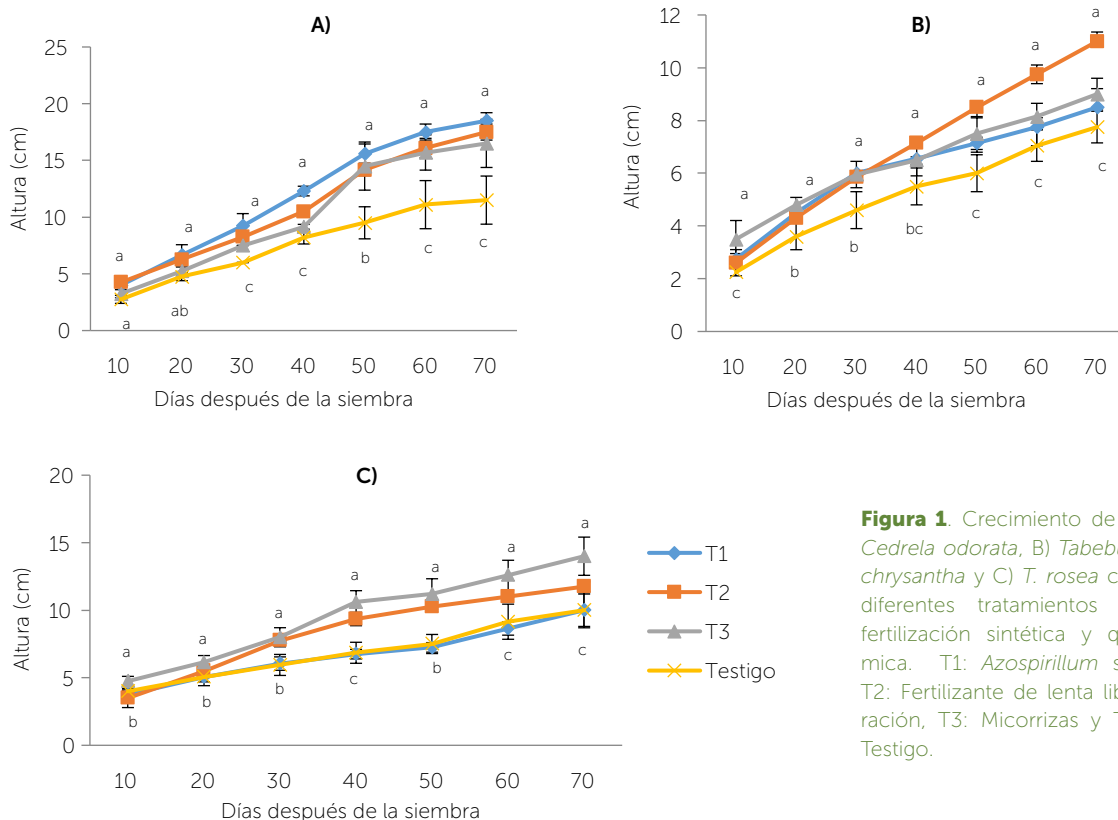 A)
25
20
15
10
5
0
Altura (cm)
a a a a a a a
a ab c c b c c
10 20 30 40 50 60 70
Días después de la siembra
B)
12
10
8
6
4
2
0
Altura (cm)
a a a a a a a
c b b bc c c c
10 20 30 40 50 60 70
Días después de la siembra
C)
20
15
10
5
0
Altura (cm)
a a a a a a a
b b b c b c c
10 20 30 40 50 60 70
Días después de la siembra
T1
T2
T3
Testigo
Figura 1. Crecimiento de
Cedrela odorata, B)
chrysantha y C) T. rosea
diferentes tratamientos
fertilización sintética y
mica. T1: Azospirillum
T2: Fertilizante de lenta
ración, T3: Micorrizas y
Testigo.